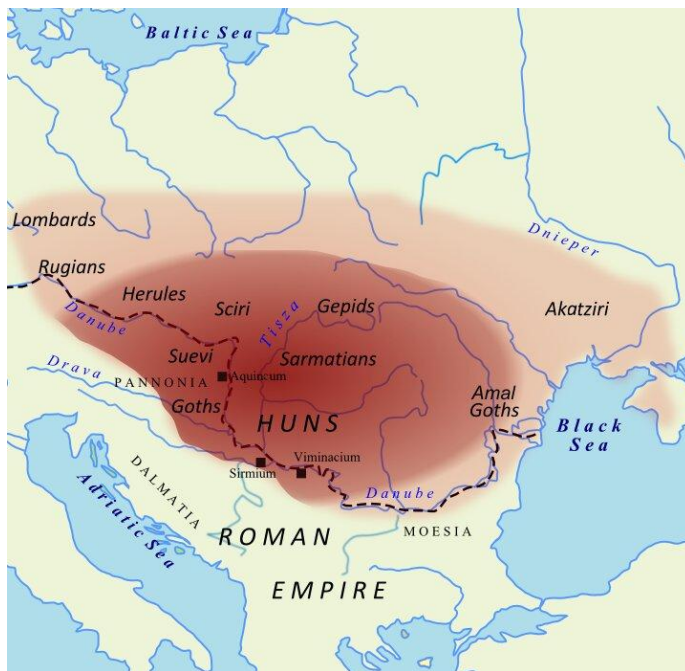 Baltic Sea
Lombards
Dnieper
Rugians
Herules
Sciri
Tisza
Gepids
Akatziri
Danube
Suevi
Sarmatians
Drava
PANNONIA
Aquincum
Goths
Amal
Goths
HUNS
Black
Sea
Viminacium
Sirmium
DALMATIA
Adriatic Sea
Danube
MOESIA
ROMAN
EMPIRE